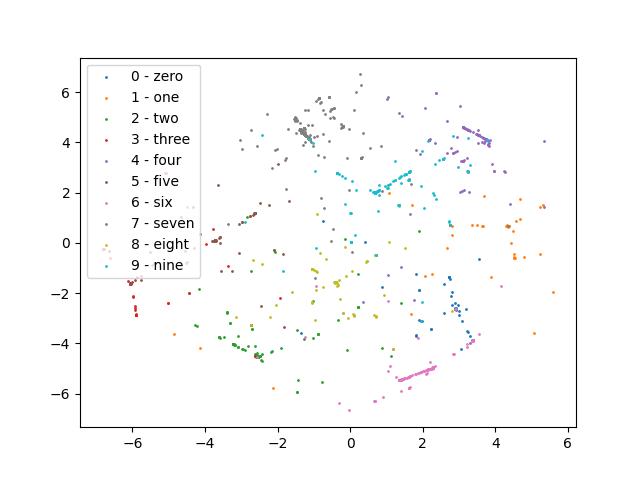 0 - zero
1 - one
2 - two
3 - three
4 - four
5 - five
6 - six
7 - seven
8 - eight
9 - nine
6
4
2
0
−2
−4
−6
−6
−4
−2
0
2
4
6